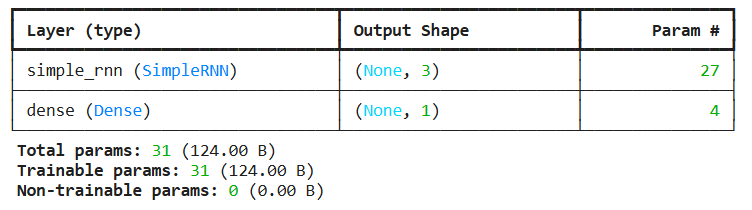 Layer (type) Output Shape Param #
simple_rnn (SimpleRNN) (None, 3) 27
dense (Dense) (None, 1) 4
Total params: 31 (124.00 B)
Trainable params: 31 (124.00 B)
Non-trainable params: 0 (0.00 B)